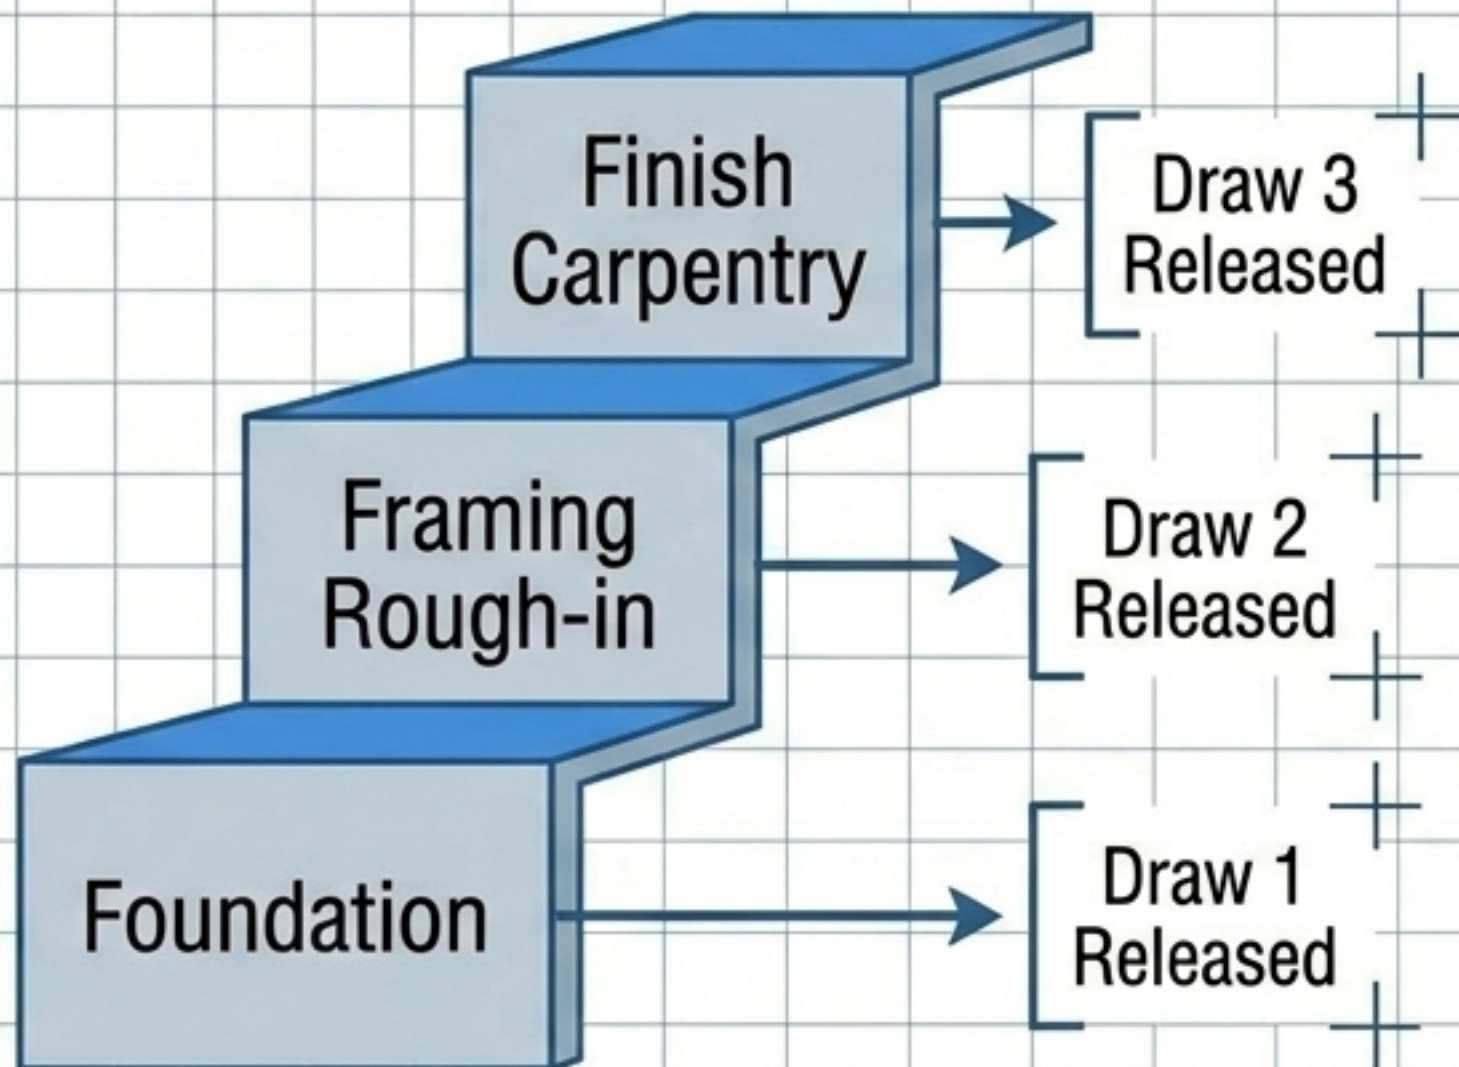 Finish
Carpentry
Draw 3
Released
Framing
Rough-in
Draw 2
Released
Foundation
Draw 1
Released